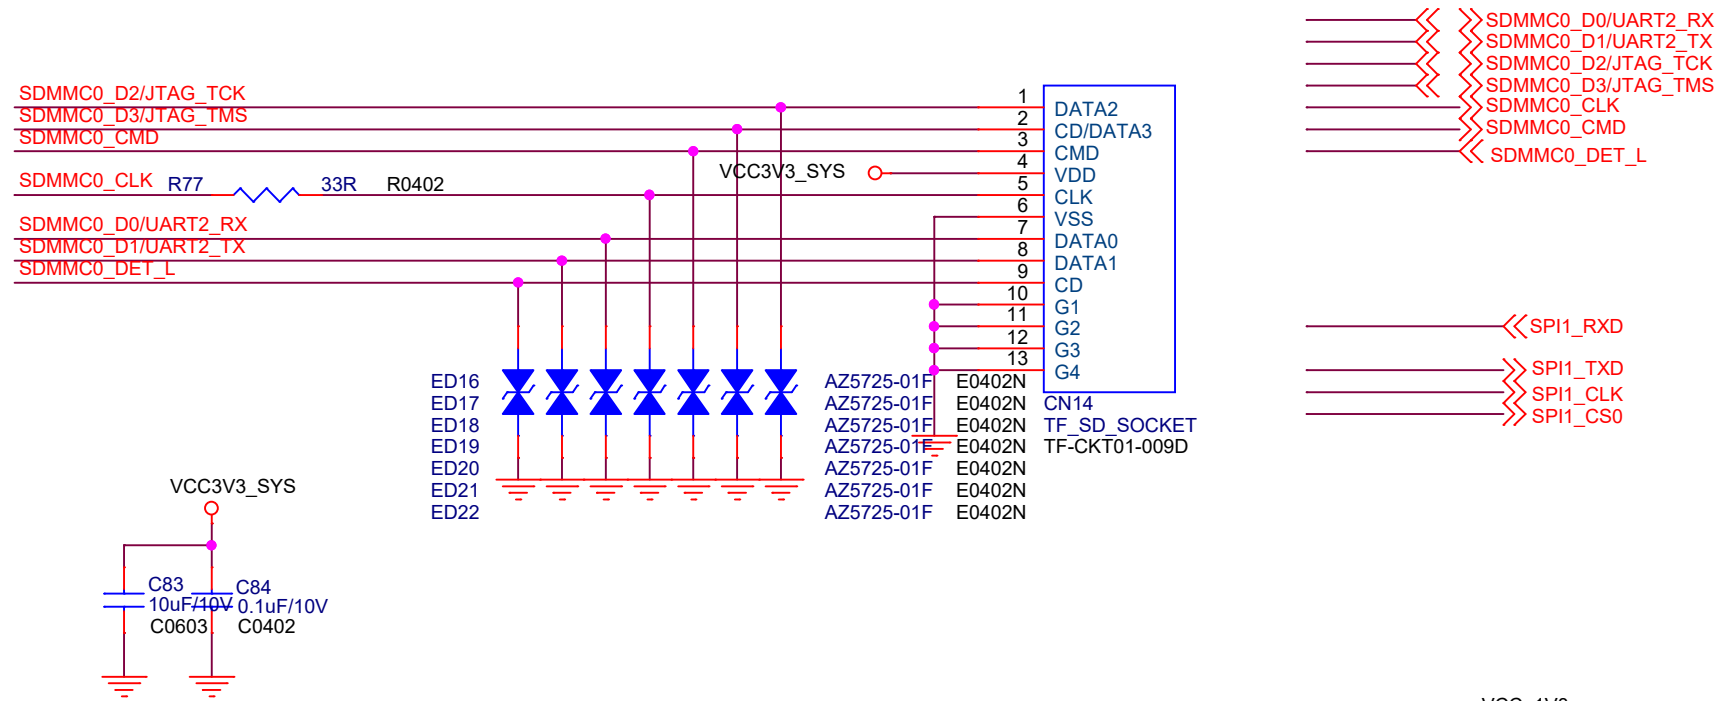 SDMMC0_D0/UART2_RX
SDMMC0_D1/UART2_TX
SDMMC0_D2/JTAG_TCK
SDMMC0_D3/JTAG_TMS
SDMMC0_CLK
SDMMC0_CMD
SDMMC0_DET_L
SDMMC0_D2/JTAG_TCK
SDMMC0_D3/JTAG_TMS
SDMMC0_CMD
SDMMC0_CLK R77 33R R0402
SDMMC0_D0/UART2_RX
SDMMC0_D1/UART2_TX
SDMMC0_DET_L
VCC3V3_SYS
1 DATA2
2 CD/DATA3
3 CMD
4 VDD
5 CLK
6 VSS
7 DATA0
8 DATA1
9 CD
10 G1
11 G2
12 G3
13 G4
SPI1_RXD
SPI1_TXD
SPI1_CLK
SPI1_CS0
ED16 AZ5725-01F E0402N CN14
ED17 AZ5725-01F E0402N TF_SD_SOCKET
ED18 AZ5725-01F E0402N TF-CKT01-009D
ED19 AZ5725-01F E0402N
ED20 AZ5725-01F E0402N
ED21 AZ5725-01F E0402N
ED22 AZ5725-01F E0402N
VCC3V3_SYS
C83 C84
10uF/10V 0.1uF/10V
C0603 C0402